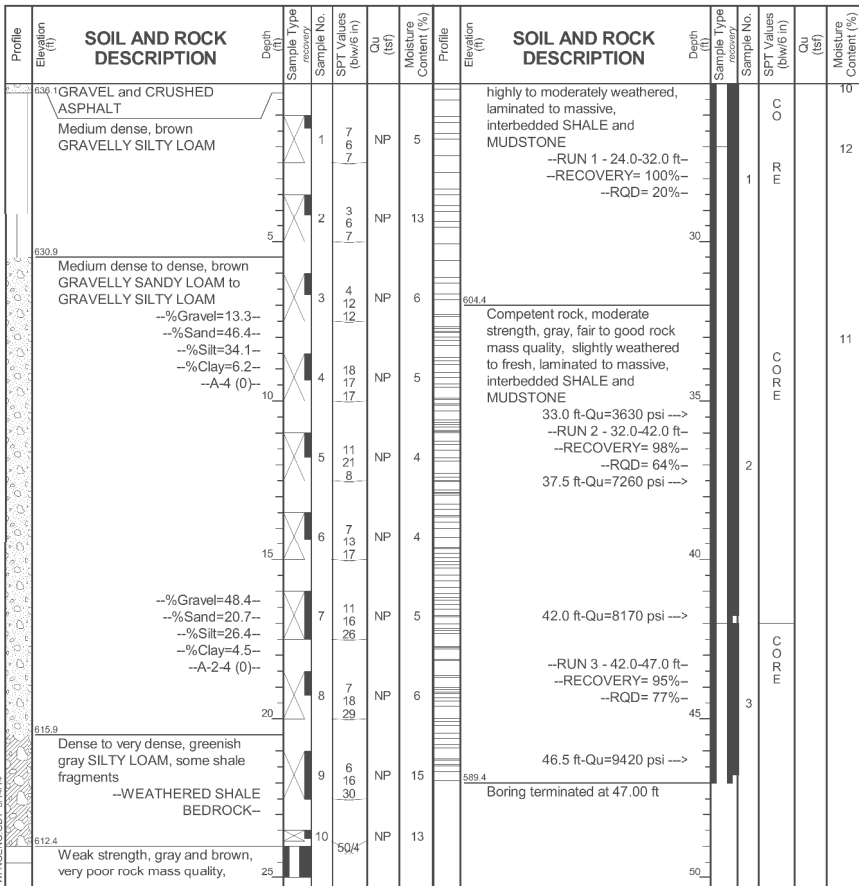 Profile
Elevation (ft)
SOIL AND ROCK
DESCRIPTION
Depth (ft)
Sample Type
recovery
Sample No.
SPT Values (blw/6 in)
Qu (tsf)
Moisture Content (%)
636.1 GRAVEL and CRUSHED
ASPHALT
Medium dense, brown
GRAVELLY SILTY LOAM
1 7 6 7 NP 5
2 3 6 7 NP 13
5
630.9
Medium dense to dense, brown
GRAVELLY SANDY LOAM to
GRAVELLY SILTY LOAM
3 4 12 12 NP 6
--%Gravel=13.3--
--%Sand=46.4--
--%Silt=34.1--
--%Clay=6.2--
--A-4 (0)--
4 18 17 17 NP 5
10
5 11 21 8 NP 4
6 7 13 17 NP 4
15
--%Gravel=48.4--
--%Sand=20.7--
--%Silt=26.4--
--%Clay=4.5--
--A-2-4 (0)--
7 11 16 26 NP 5
8 7 18 29 NP 6
20
615.9
Dense to very dense, greenish
gray SILTY LOAM, some shale
fragments
--WEATHERED SHALE
BEDROCK--
9 6 16 30 NP 15
10 50/4 NP 13
612.4
Weak strength, gray and brown,
very poor rock mass quality,
25
Profile
Elevation (ft)
SOIL AND ROCK
DESCRIPTION
Depth (ft)
Sample Type
recovery
Sample No.
SPT Values (blw/6 in)
Qu (tsf)
Moisture Content (%)
highly to moderately weathered,
laminated to massive,
interbedded SHALE and
MUDSTONE
--RUN 1 - 24.0-32.0 ft--
--RECOVERY= 100%--
--RQD= 20%--
1 CORE
10
12
30
604.4
Competent rock, moderate
strength, gray, fair to good rock
mass quality, slightly weathered
to fresh, laminated to massive,
interbedded SHALE and
MUDSTONE
11
35
33.0 ft-Qu=3630 psi --->
--RUN 2 - 32.0-42.0 ft--
--RECOVERY= 98%--
--RQD= 64%--
37.5 ft-Qu=7260 psi --->
2 CORE
40
42.0 ft-Qu=8170 psi --->
--RUN 3 - 42.0-47.0 ft--
--RECOVERY= 95%--
--RQD= 77%--
3 CORE
45
46.5 ft-Qu=9420 psi --->
589.4
Boring terminated at 47.00 ft
50